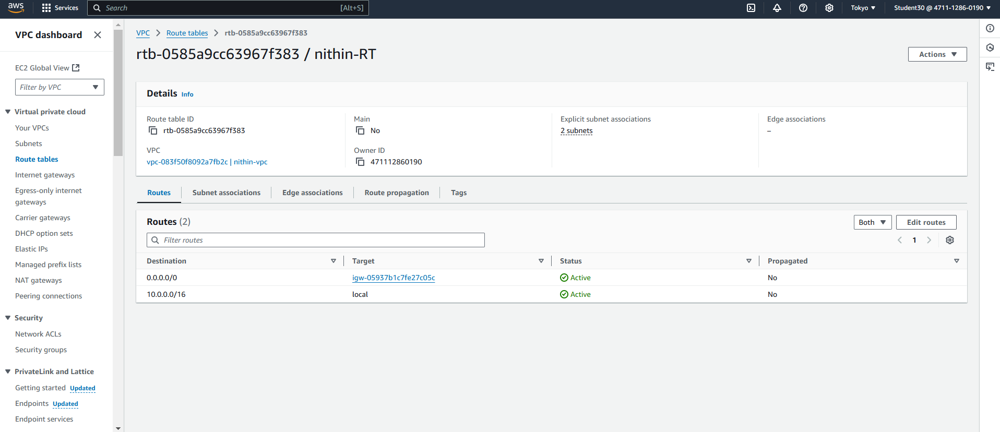 aws Services Search [Alt+S] Tokyo Student30 @ 4711-1286-0190
VPC dashboard
EC2 Global View
Filter by VPC
Virtual private cloud
Your VPCs
Subnets
Route tables
Internet gateways
Egress-only internet
gateways
Carrier gateways
DHCP option sets
Elastic IPs
Managed prefix lists
NAT gateways
Peering connections
Security
Network ACLs
Security groups
PrivateLink and Lattice
Getting started Updated
Endpoints Updated
Endpoint services
VPC Route tables rtb-0585a9cc63967f383
rtb-0585a9cc63967f383 / nithin-RT
Actions
Details Info
Route table ID
rtb-0585a9cc63967f383
VPC
vpc-083f50f8092a7fb2c | nithin-vpc
Main
No
Owner ID
471112860190
Explicit subnet associations
2 subnets
Edge associations
–
Routes Subnet associations Edge associations Route propagation Tags
Routes (2)
Both Edit routes
Filter routes
1
Destination Target Status Propagated
0.0.0.0/0 igw-05937b1c7fe27c05c Active No
10.0.0.0/16 local Active No